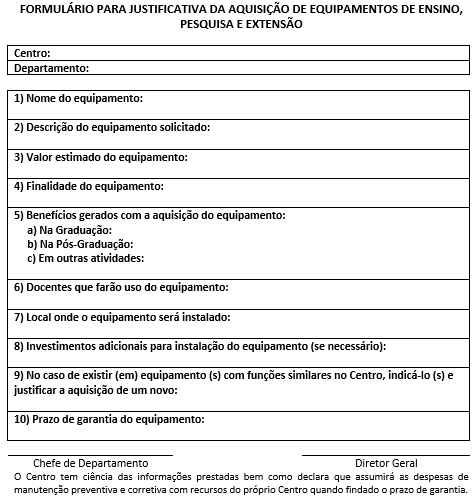 FORMULÁRIO PARA JUSTIFICATIVA DA AQUISIÇÃO DE EQUIPAMENTOS DE ENSINO,
PESQUISA E EXTENSÃO
Centro:
Departamento:
1) Nome do equipamento:
2) Descrição do equipamento solicitado:
3) Valor estimado do equipamento:
4) Finalidade do equipamento:
5) Benefícios gerados com a aquisição do equipamento:
a) Na Graduação:
b) Na Pós-Graduação:
c) Em outras atividades:
6) Docentes que farão uso do equipamento:
7) Local onde o equipamento será instalado:
8) Investimentos adicionais para instalação do equipamento (se necessário):
9) No caso de existir (em) equipamento (s) com funções similares no Centro, indicá-lo (s) e
justificar a aquisição de um novo:
10) Prazo de garantia do equipamento:
Chefe de Departamento Diretor Geral
O Centro tem ciência das informações prestadas bem como declara que assumirá as despesas de
manutenção preventiva e corretiva com recursos do próprio Centro quando findado o prazo de garantia.